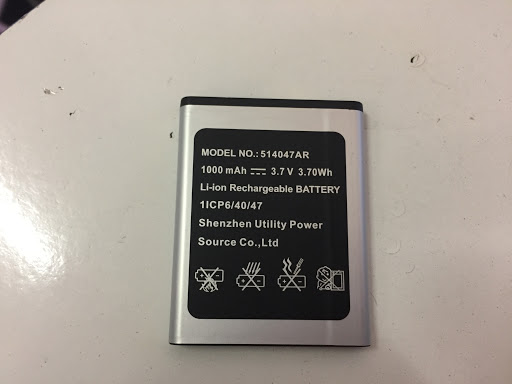 MODEL NO.: 514047AR
1000 mAh ⎓ 3.7 V 3.70Wh
Li-ion Rechargeable BATTERY
1ICP6/40/47
Shenzhen Utility Power
Source Co.,Ltd